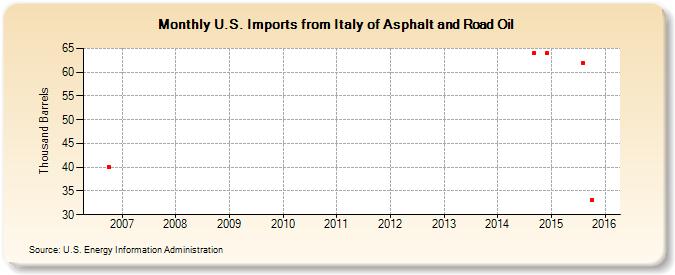 Monthly U.S. Imports from Italy of Asphalt and Road Oil
Thousand Barrels
65
60
55
50
45
40
35
30
2007 2008 2009 2010 2011 2012 2013 2014 2015 2016
Source: U.S. Energy Information Administration